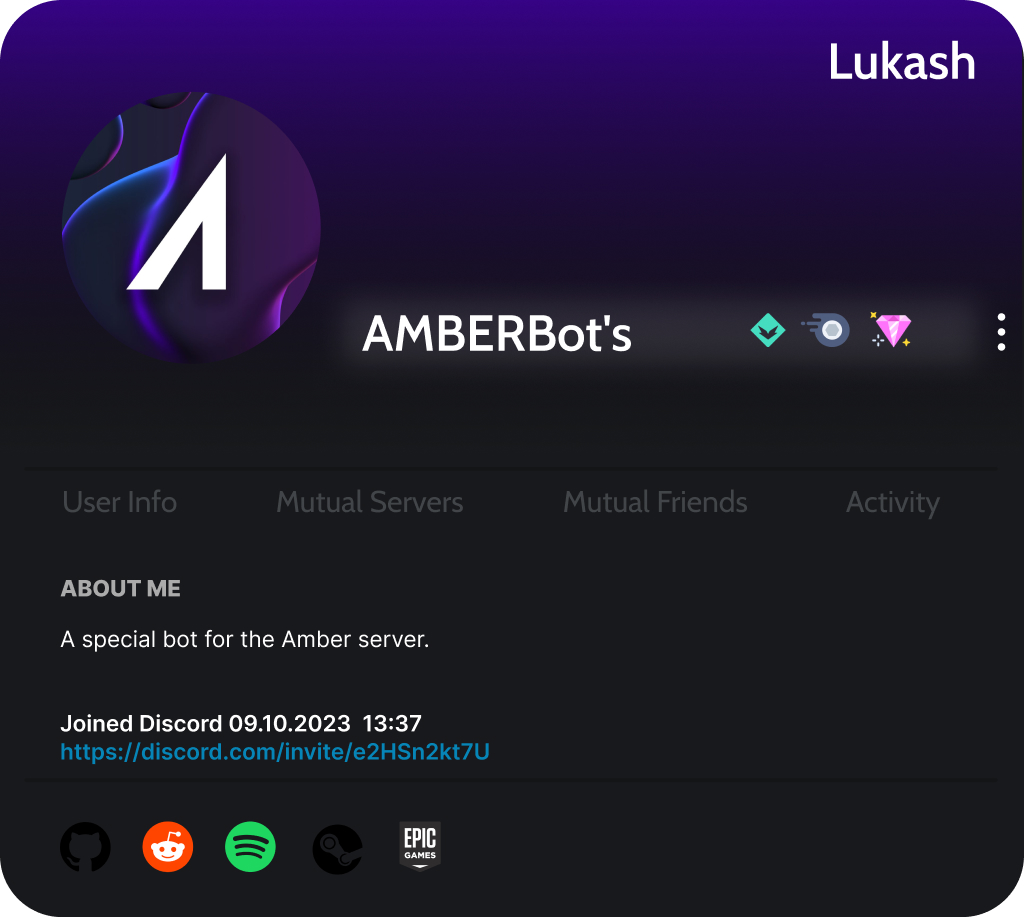 Lukash
AMBERBot's
User Info Mutual Servers Mutual Friends Activity
ABOUT ME
A special bot for the Amber server.
Joined Discord 09.10.2023 13:37
https://discord.com/invite/e2HSn2kt7U
EPIC
GAMES